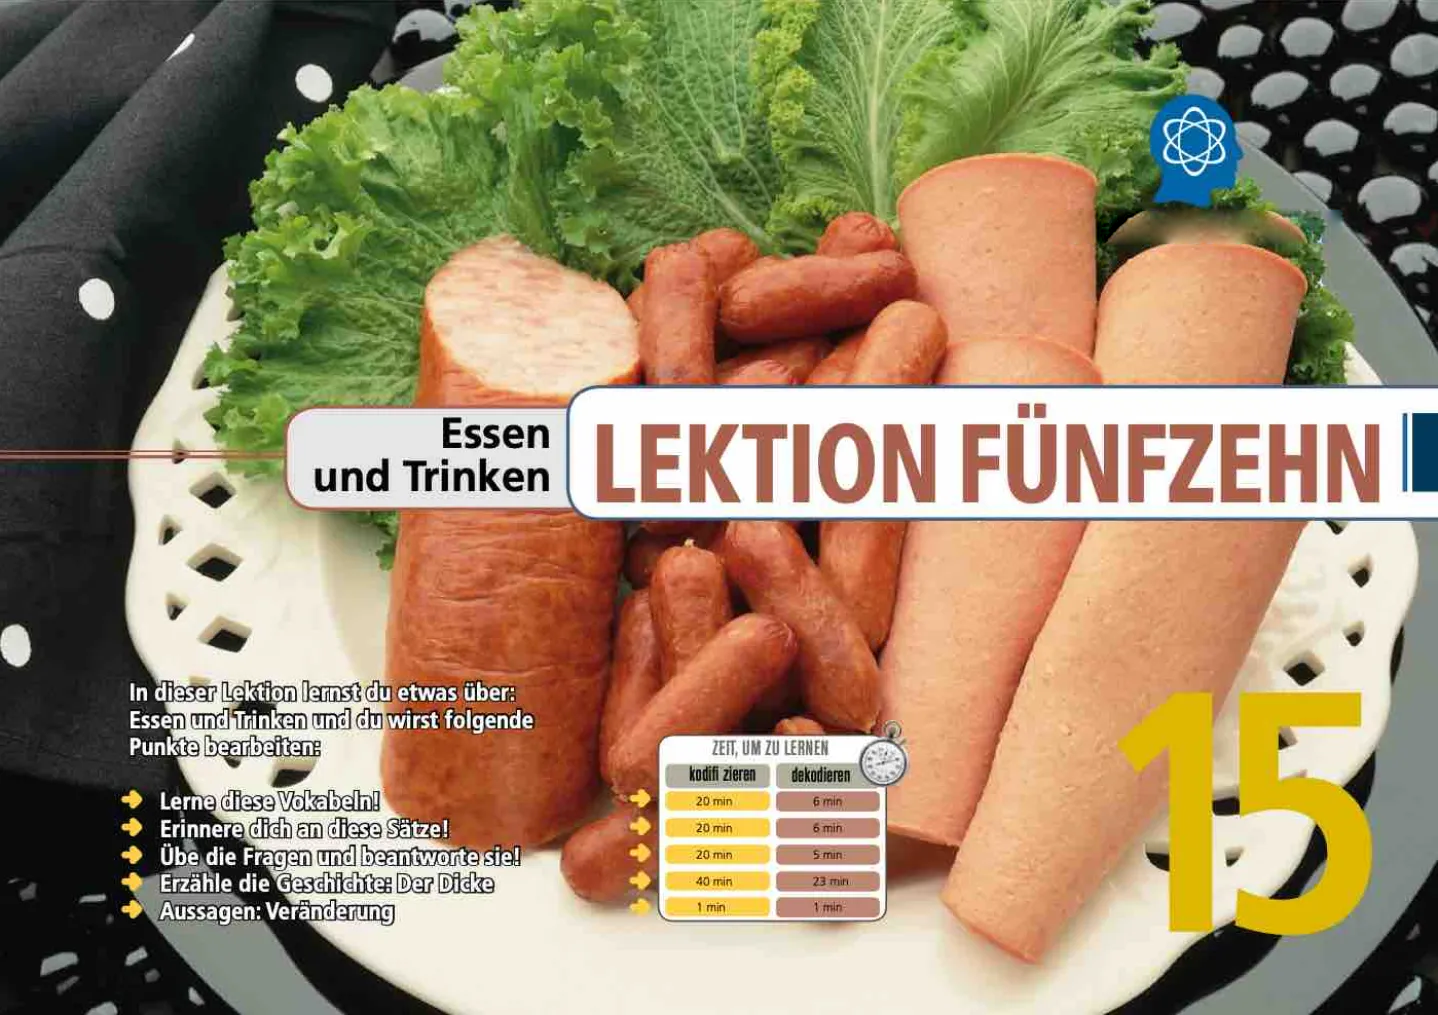 Essen
und Trinken
LEKTION FÜNFZEHN
In dieser Lektion lernst du etwas über:
Essen und Trinken und du wirst folgende
Punkte bearbeiten:
Lerne diese Vokabeln!
Erinnere dich an diese Sätze!
Übe die Fragen und beantworte sie!
Erzähle die Geschichte: Der Dicke
Aussagen: Veränderung
ZEIT, UM ZU LERNEN
kodifi zieren dekodieren
20 min 6 min
20 min 6 min
20 min 5 min
40 min 23 min
1 min 1 min
15